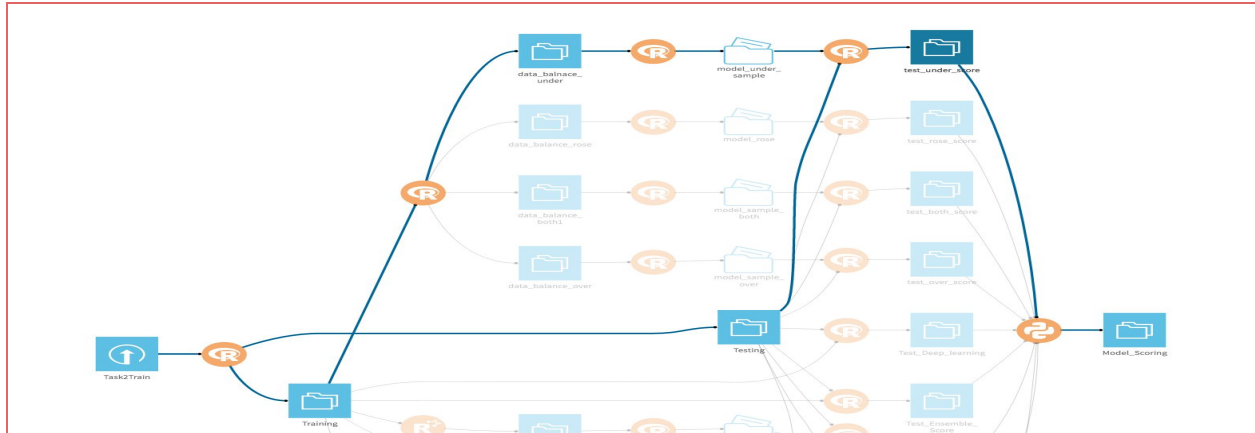 data_balnace_
under
model_under_
sample
test_under_score
data_balance_rose
model_rose
test_rose_score
data_balance_
both1
model_sample_
both
test_both_score
data_balance_over
model_sample_
over
test_over_score
Task2Train
Testing
Test_Deep_learning
Model_Scoring
Training
Test_Ensemble_
Score